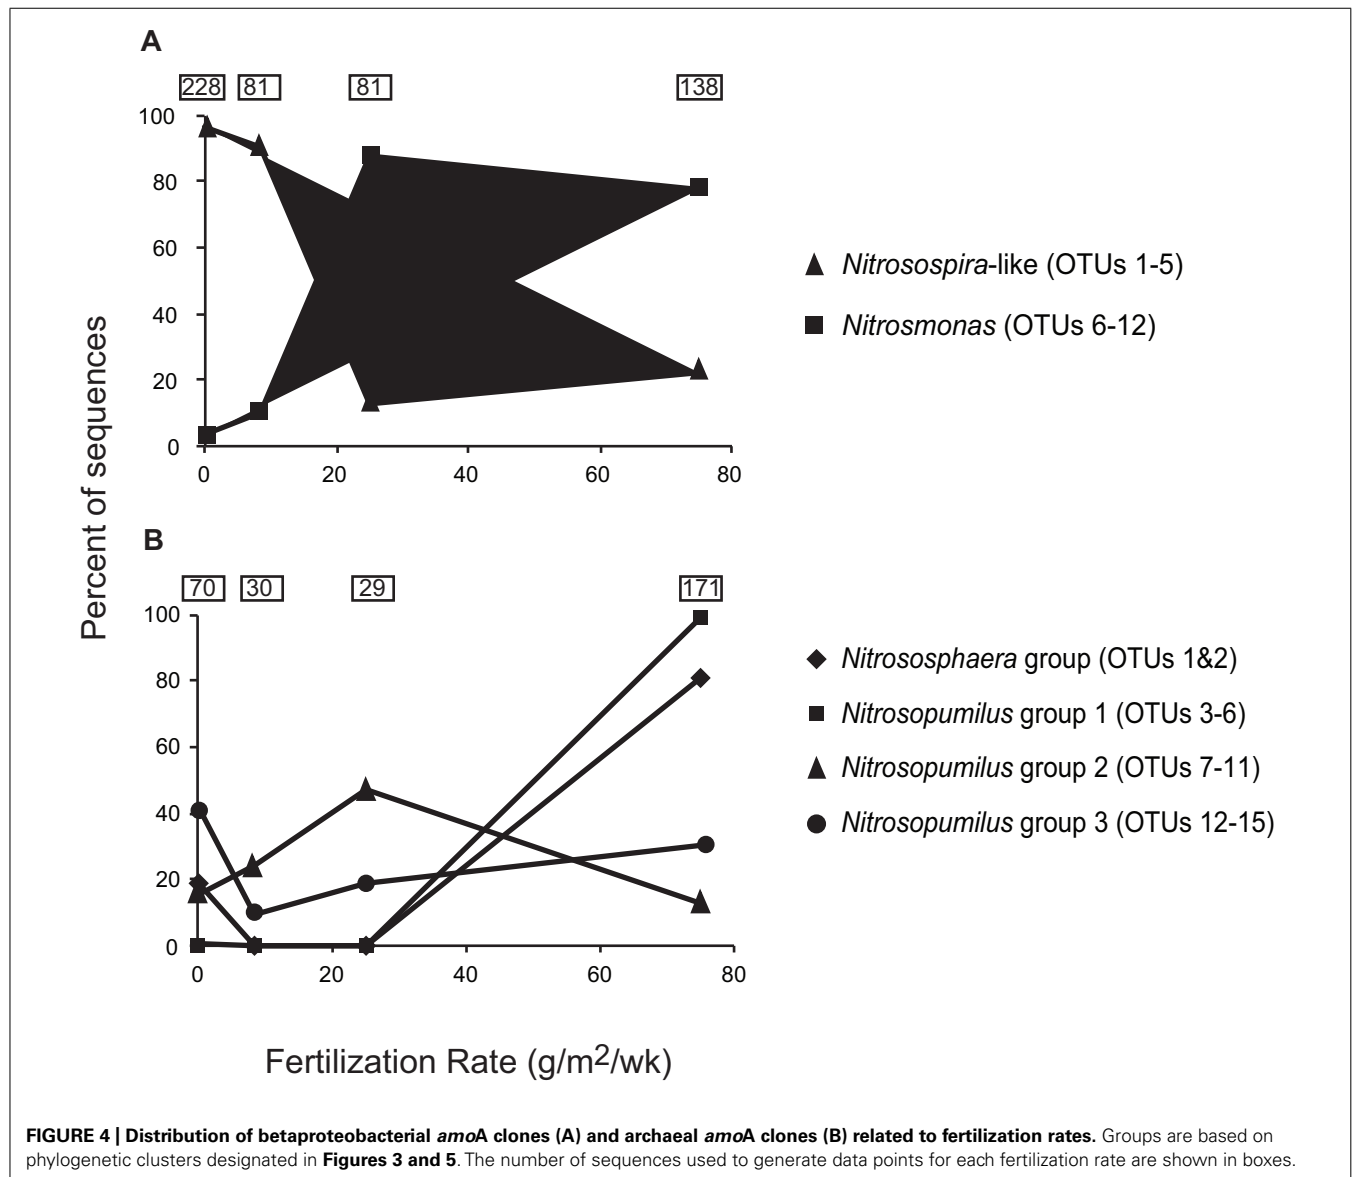 A
228 81 81 138
100
80
60
40
20
0
0 20 40 60 80
Nitrosospira-like (OTUs 1-5)
Nitrosmonas (OTUs 6-12)
Percent of sequences
B
70 30 29 171
100
80
60
40
20
0
0 20 40 60 80
Nitrososphaera group (OTUs 1&2)
Nitrosopumilus group 1 (OTUs 3-6)
Nitrosopumilus group 2 (OTUs 7-11)
Nitrosopumilus group 3 (OTUs 12-15)
Fertilization Rate (g/m2/wk)
FIGURE 4 | Distribution of betaproteobacterial amoA clones (A) and archaeal amoA clones (B) related to fertilization rates. Groups are based on
phylogenetic clusters designated in Figures 3 and 5. The number of sequences used to generate data points for each fertilization rate are shown in boxes.